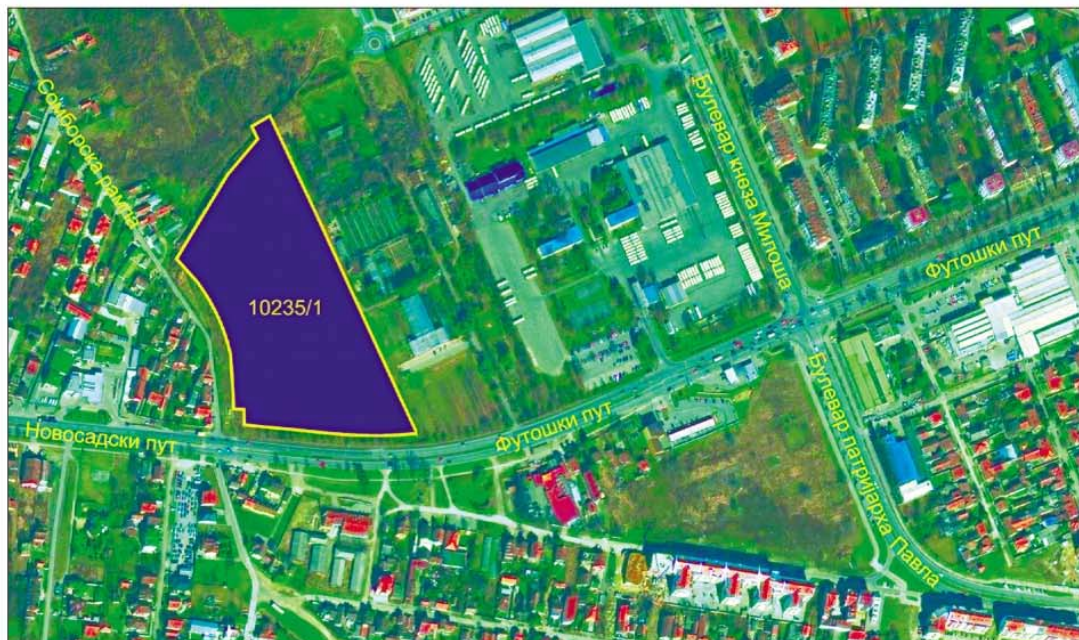 Сомборска рампа
Булевар кнеза Милоша
Футошки пут
10235/1
Новосадски пут
Футошки пут
Булевар патријарха Павла